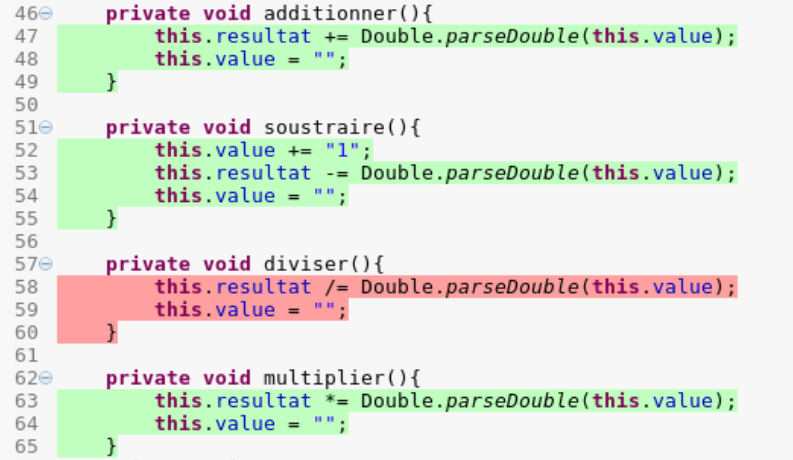 46 private void additionner(){
47 this.resultat += Double.parseDouble(this.value);
48 this.value = "";
49 }
50
51 private void soustraire(){
52 this.value += "1";
53 this.resultat -= Double.parseDouble(this.value);
54 this.value = "";
55 }
56
57 private void diviser(){
58 this.resultat /= Double.parseDouble(this.value);
59 this.value = "";
60 }
61
62 private void multiplier(){
63 this.resultat *= Double.parseDouble(this.value);
64 this.value = "";
65 }